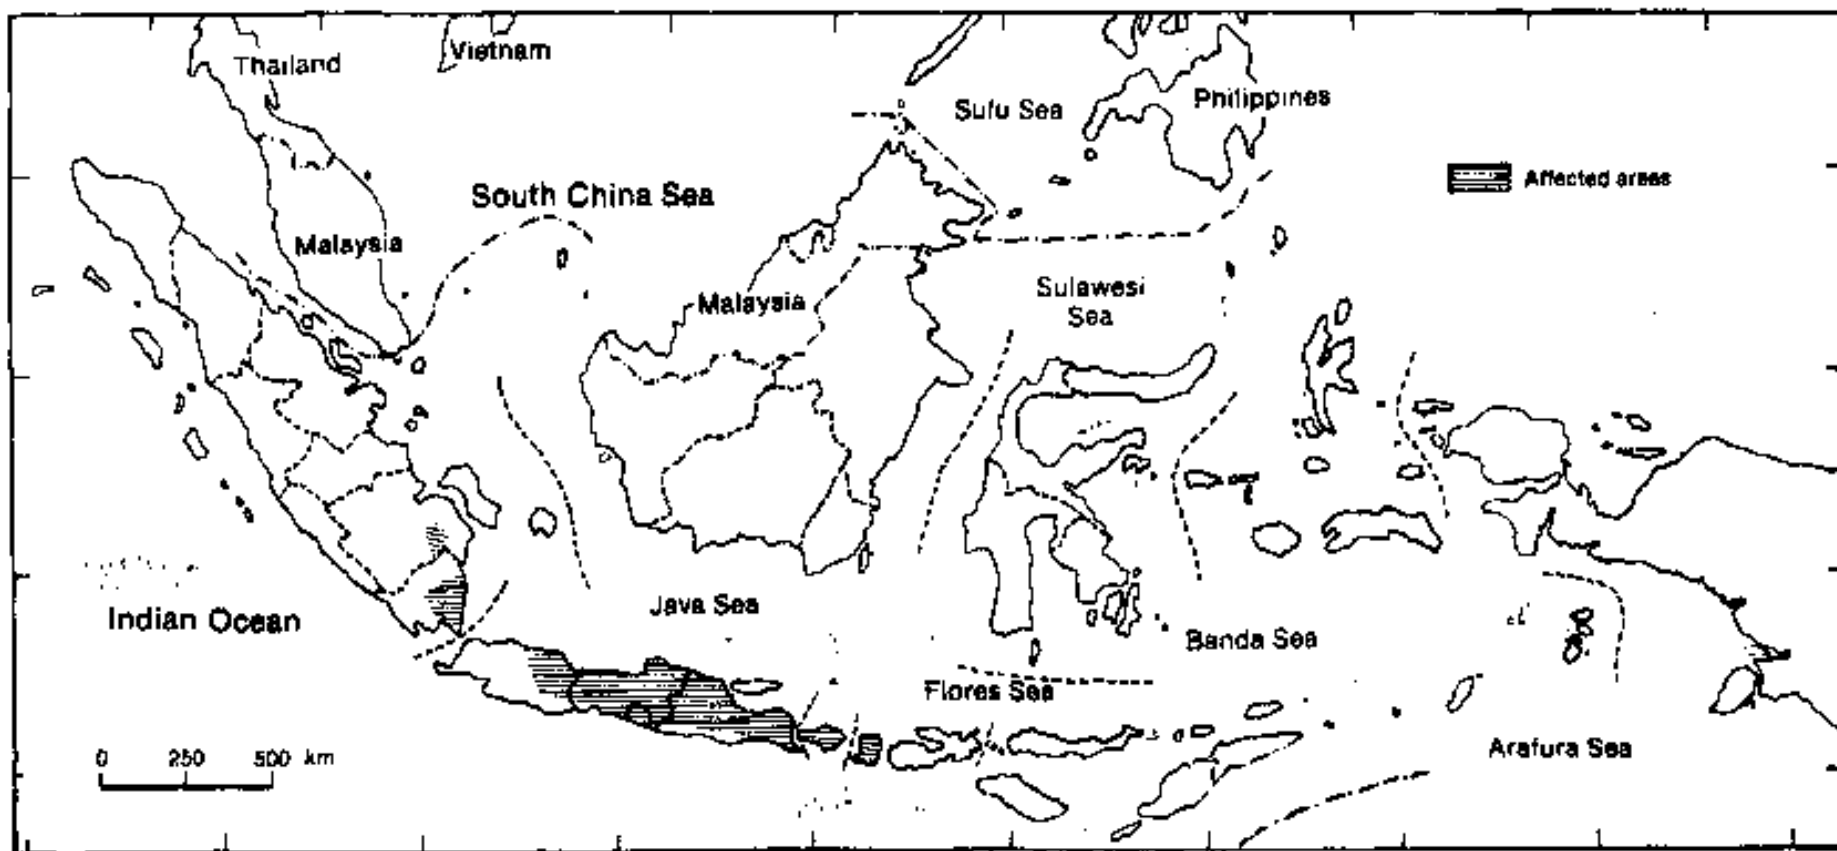 Thailand
Vietnam
Sufu Sea
Philippines
Affected areas
South China Sea
Malaysia
Malaysia
Sulawesi
Sea
Indian Ocean
Java Sea
Banda Sea
Flores Sea
Arafura Sea
0 250 500 km